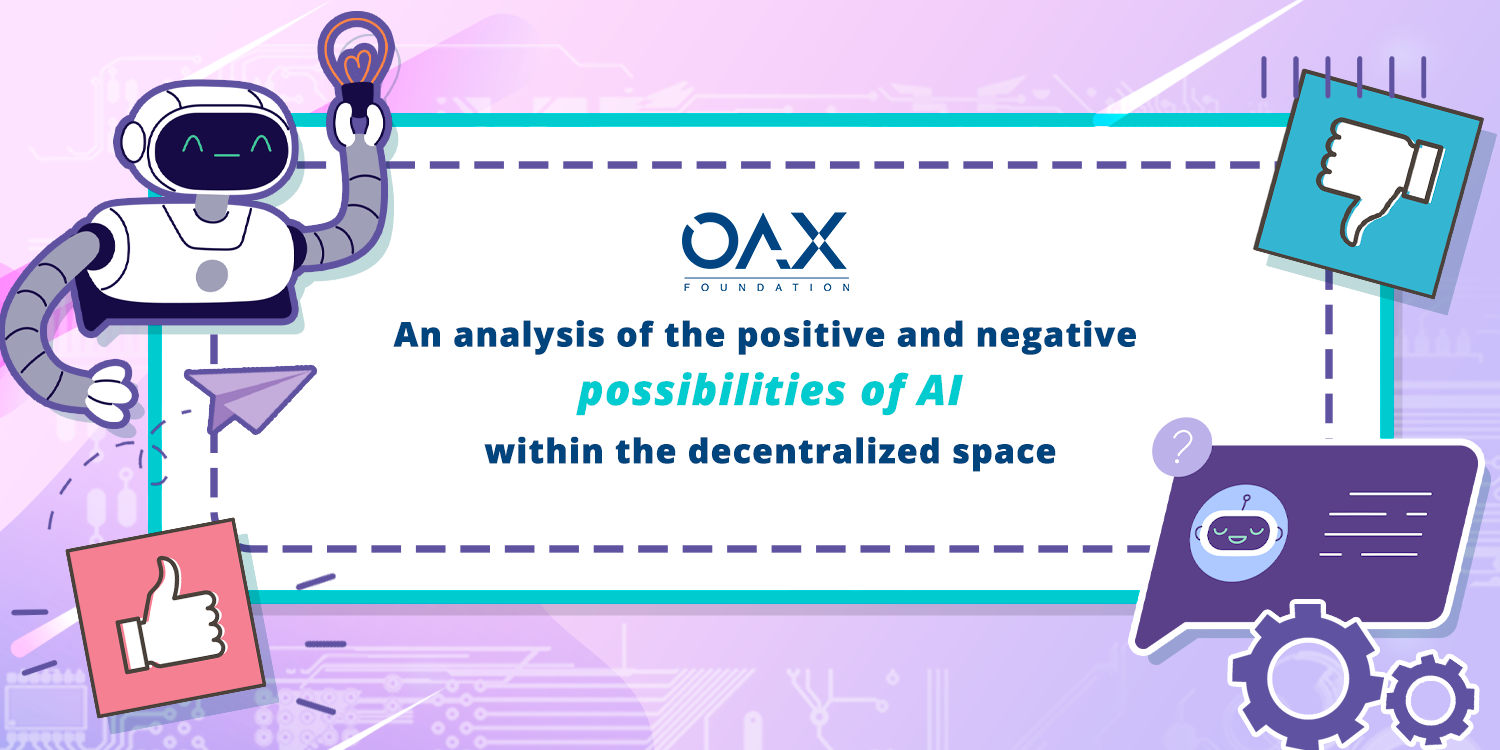 OAX
FOUNDATION
An analysis of the positive and negative
possibilities of AI
within the decentralized space
?